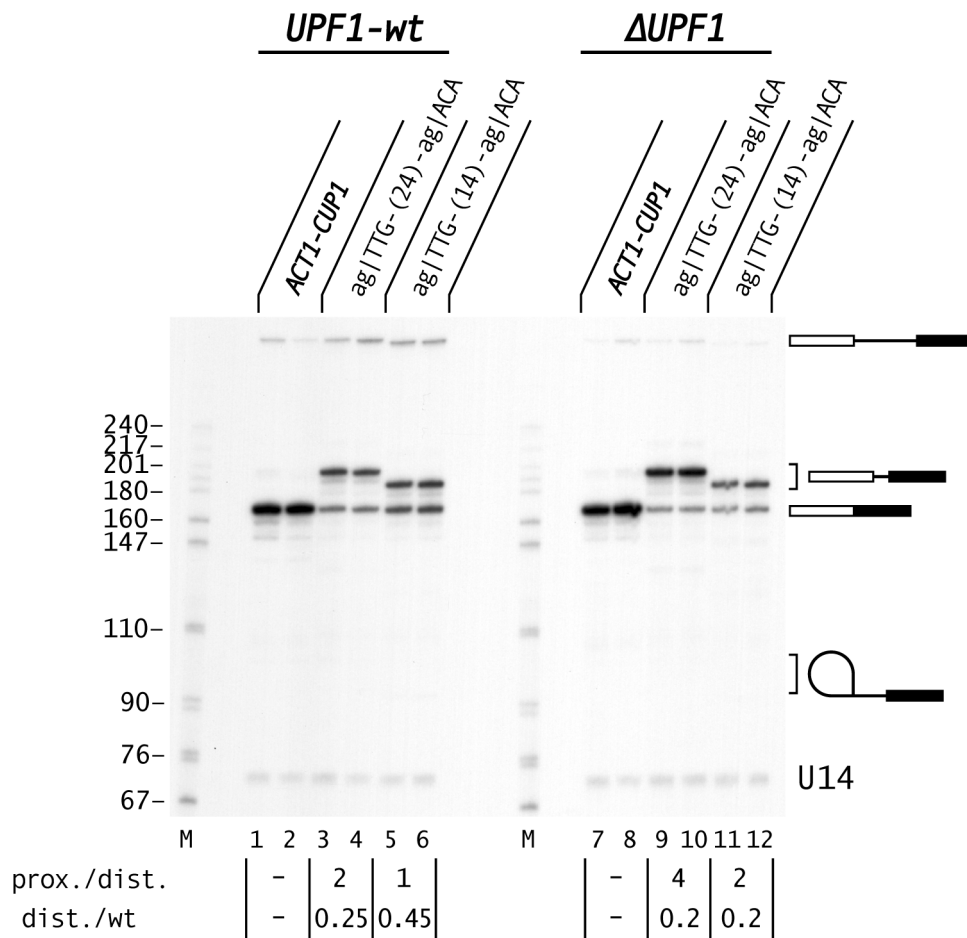 UPF1-wt ΔUPF1
ACT1-CUP1
ag|TTG-(24)-ag|ACA
ag|TTG-(14)-ag|ACA
ACT1-CUP1
ag|TTG-(24)-ag|ACA
ag|TTG-(14)-ag|ACA
240-
217-
201-
180-
160-
147-
110-
90-
76-
67-
U14
M 1 2 3 4 5 6 M 7 8 9 10 11 12
prox./dist. - 2 1 - 4 2
dist./wt - 0.25 0.45 - 0.2 0.2